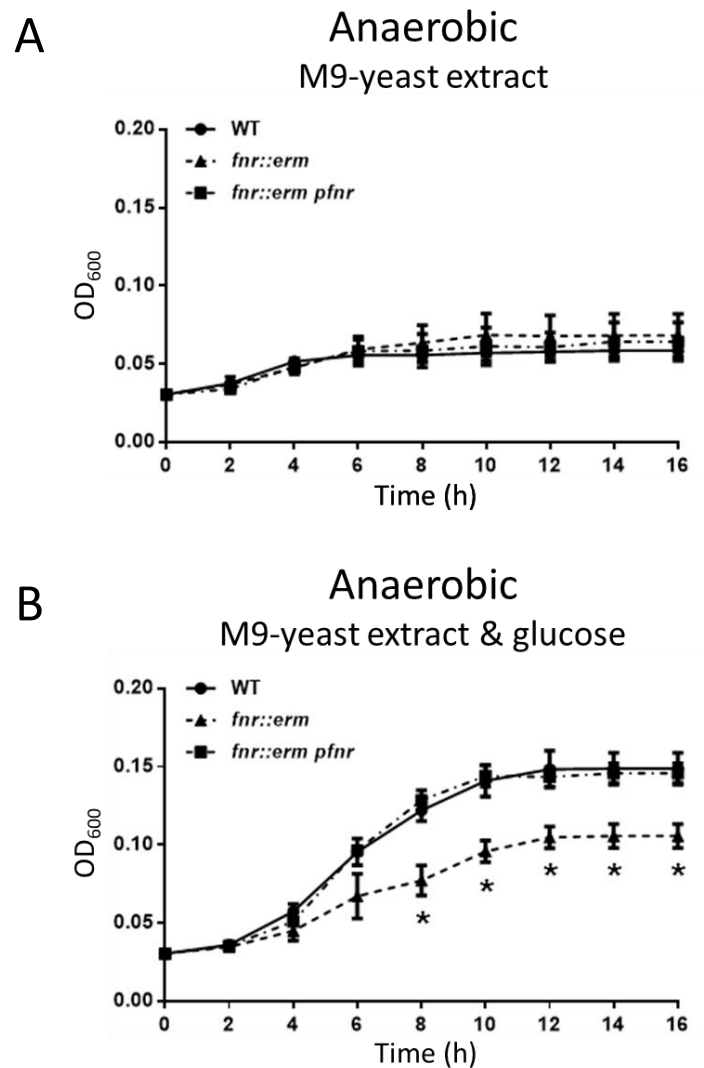 A
Anaerobic
M9-yeast extract
0.20
WT
fnr::erm
fnr::erm pfnr
0.15
OD600
0.10
0.05
0.00
0 2 4 6 8 10 12 14 16
Time (h)
B
Anaerobic
M9-yeast extract & glucose
0.20
WT
fnr::erm
fnr::erm pfnr
0.15
OD600
0.10
0.05
* * * * *
0.00
0 2 4 6 8 10 12 14 16
Time (h)